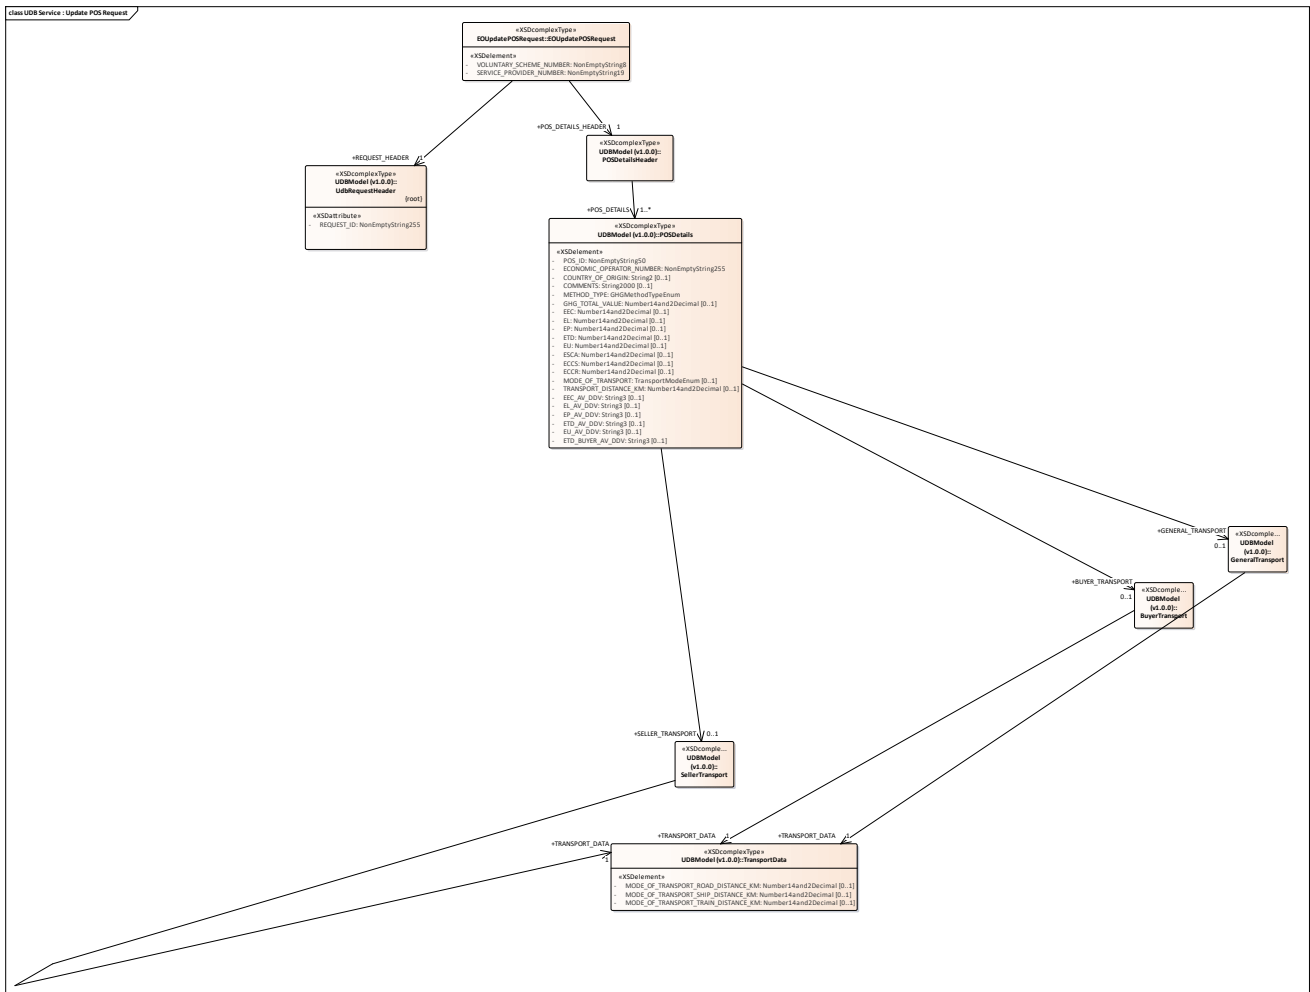 class UDB Service : Update POS Request
«XSDcomplexType»
EOUpdatePOSRequest::EOUpdatePOSRequest
«XSDelement»
- VOLUNTARY_SCHEME_NUMBER: NonEmptyString8
- SERVICE_PROVIDER_NUMBER: NonEmptyString19
+POS_DETAILS_HEADER 1
«XSDcomplexType»
UDBModel (v1.0.0)::
POSDetailsHeader
+REQUEST_HEADER 1
«XSDcomplexType»
UDBModel (v1.0.0)::
UdbRequestHeader
{root}
«XSDattribute»
- REQUEST_ID: NonEmptyString255
+POS_DETAILS 1..*
«XSDcomplexType»
UDBModel (v1.0.0)::POSDetails
«XSDelement»
- POS_ID: NonEmptyString50
- ECONOMIC_OPERATOR_NUMBER: NonEmptyString255
- COUNTRY_OF_ORIGIN: String2 [0..1]
- COMMENTS: String2000 [0..1]
- METHOD_TYPE: GHGMethodTypeEnum
- GHG_TOTAL_VALUE: Number14and2Decimal [0..1]
- EEC: Number14and2Decimal [0..1]
- EL: Number14and2Decimal [0..1]
- EP: Number14and2Decimal [0..1]
- ETD: Number14and2Decimal [0..1]
- EU: Number14and2Decimal [0..1]
- ESCA: Number14and2Decimal [0..1]
- ECCS: Number14and2Decimal [0..1]
- ECCR: Number14and2Decimal [0..1]
- MODE_OF_TRANSPORT: TransportModeEnum [0..1]
- TRANSPORT_DISTANCE_KM: Number14and2Decimal [0..1]
- EEC_AV_DDV: String3 [0..1]
- EL_AV_DDV: String3 [0..1]
- EP_AV_DDV: String3 [0..1]
- ETD_AV_DDV: String3 [0..1]
- EU_AV_DDV: String3 [0..1]
- ETD_BUYER_AV_DDV: String3 [0..1]
+GENERAL_TRANSPORT
0..1
«XSDcomple...
UDBModel
(v1.0.0)::
GeneralTransport
+BUYER_TRANSPORT
0..1
«XSDcomple...
UDBModel
(v1.0.0)::
BuyerTransport
+SELLER_TRANSPORT 0..1
«XSDcomple...
UDBModel
(v1.0.0)::
SellerTransport
+TRANSPORT_DATA 1
+TRANSPORT_DATA 1
+TRANSPORT_DATA
1
«XSDcomplexType»
UDBModel (v1.0.0)::TransportData
«XSDelement»
- MODE_OF_TRANSPORT_ROAD_DISTANCE_KM: Number14and2Decimal [0..1]
- MODE_OF_TRANSPORT_SHIP_DISTANCE_KM: Number14and2Decimal [0..1]
- MODE_OF_TRANSPORT_TRAIN_DISTANCE_KM: Number14and2Decimal [0..1]